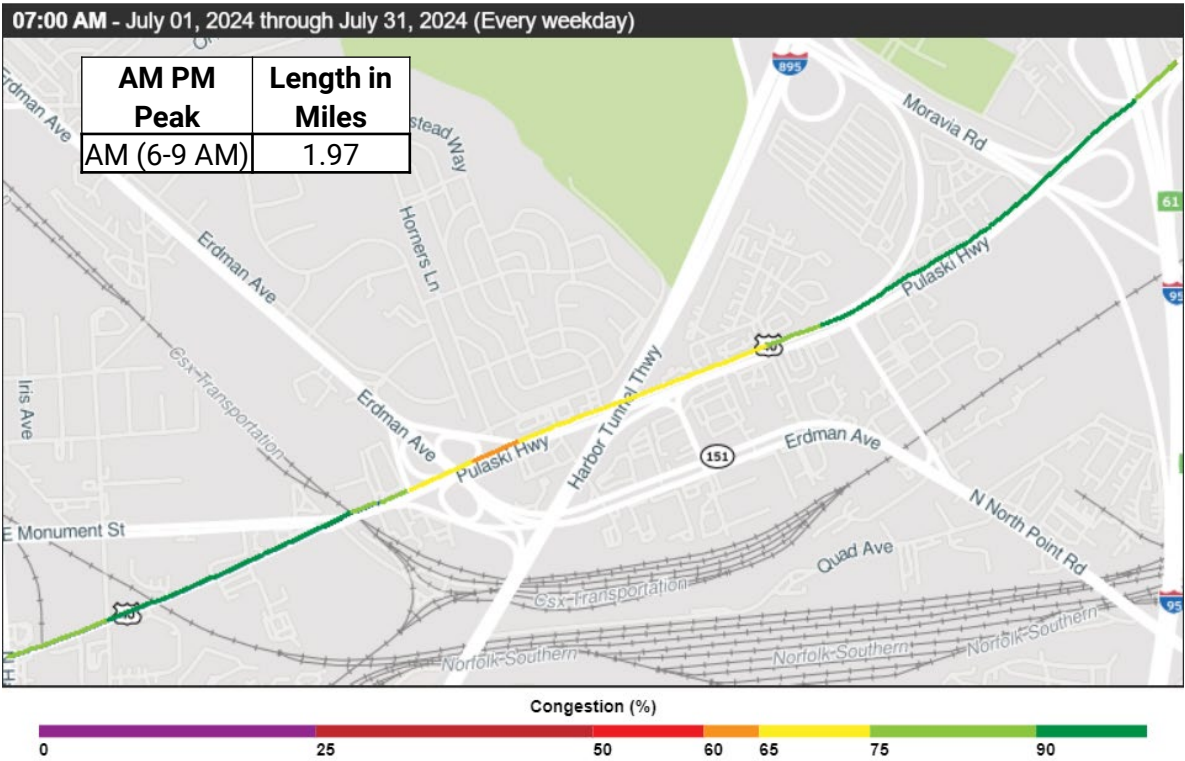 07:00 AM - July 01, 2024 through July 31, 2024 (Every weekday)
895
AM PM
Peak
Length in
Miles
AM (6-9 AM)
1.97
Erdman Ave
stead Way
Moravia Rd
61
Horners Ln
Erdman Ave
Pulaski Hwy
95
Csx Transportation
Iris Ave
Harbor Tunnel Thwy
Erdman Ave
Pulaski Hwy
151
Erdman Ave
E Monument St
N North Point Rd
Quad Ave
Csx Transportation
95
Norfolk Southern
Norfolk Southern
Norfolk Southern
Congestion (%)
0
25
50
60
65
75
90